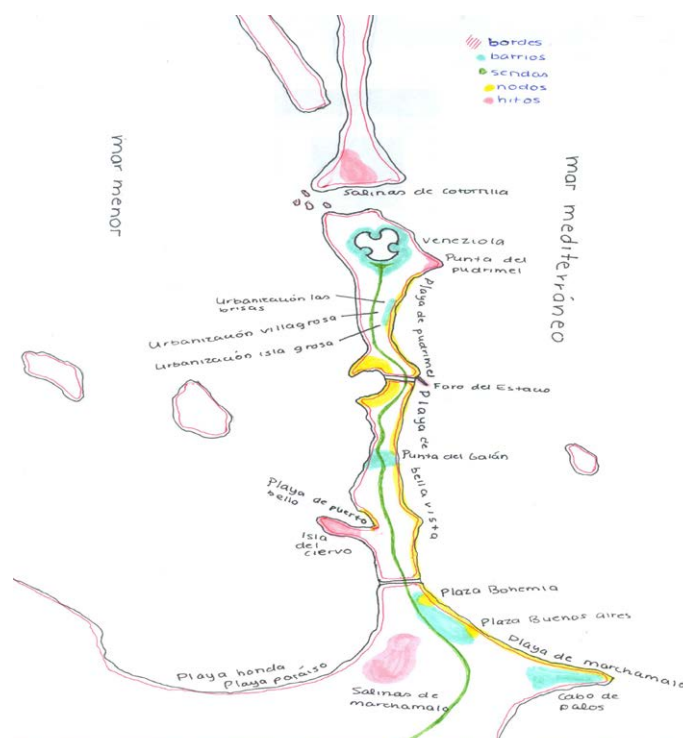 bordes
barrios
sendas
nodos
hitos
mar menor
mar mediterráneo
Salinas de cotorrillo
veneziola
Punta del
pudrimel
Playa de pudrimel
Urbanización las
brisas
Urbanización villagrosa
Urbanización isla grosa
Faro del Estacio
Playa de bella vista
Punta del Galán
Playa de puerto
bello
Isla
del
ciervo
Plaza Bohemia
Plaza Buenos aires
Playa de marchamalo
Playa honda
Playa paraiso
Salinas de
marchamalo
Cabo de
palos